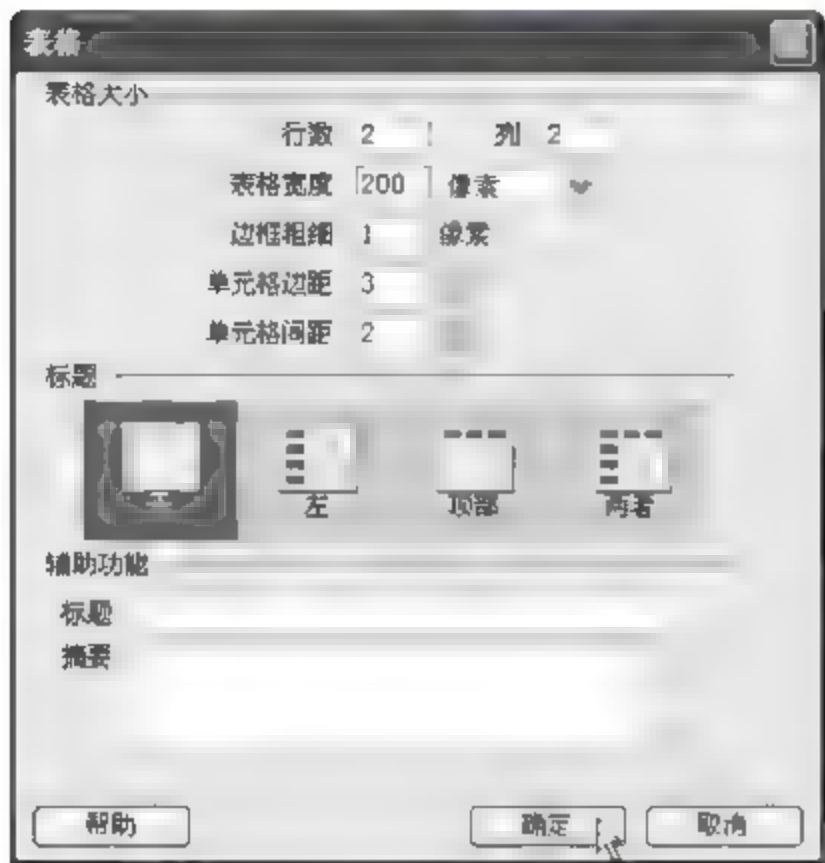 表格
表格大小
行数 2 列 2
表格宽度 200 像素
边框粗细 1 像素
单元格边距 3
单元格间距 2
标题
左 顶部 两者
辅助功能
标题
摘要
帮助 确定 取消